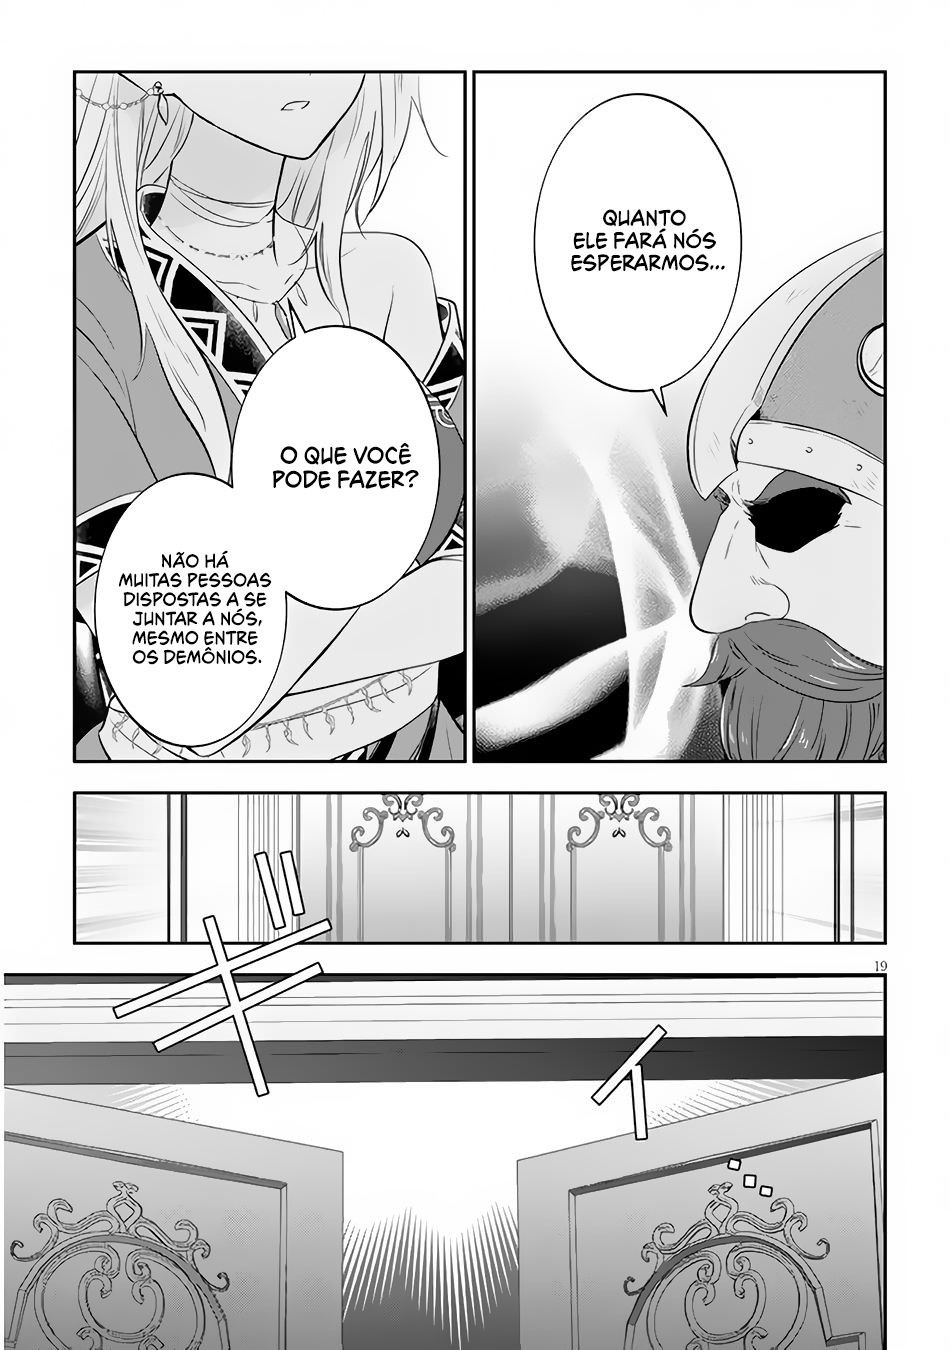 QUANTO
ELE FARÁ NÓS
ESPERARMOS...
O QUE VOCÊ
PODE FAZER?
NÃO HÁ
MUITAS PESSOAS
DISPOSTAS A SE
JUNTAR A NÓS,
MESMO ENTRE
OS DEMÔNIOS.
19
ギイ...